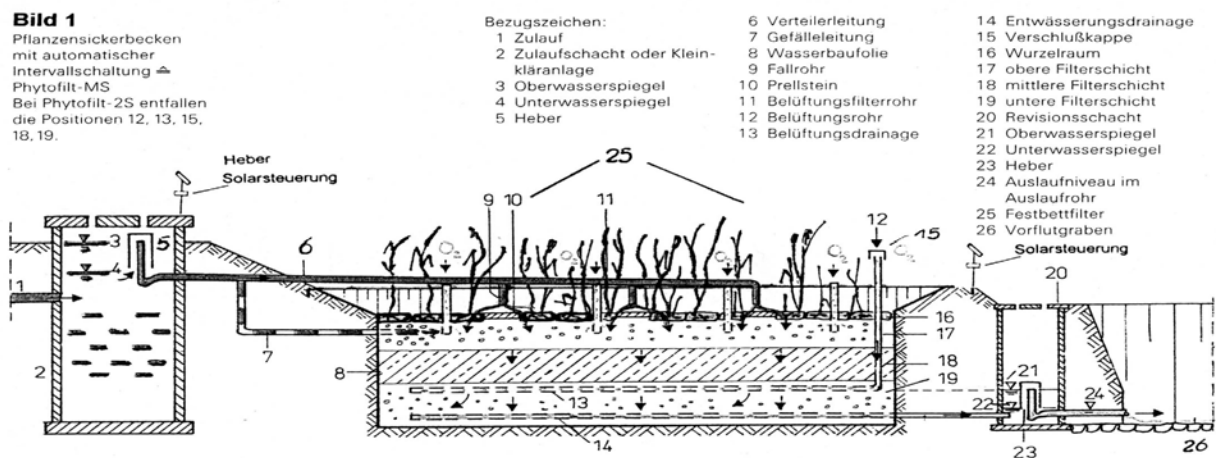 Bild 1
Pflanzensickerbecken
mit automatischer
Intervallschaltung ≙
Phytofilt-MS
Bei Phytofilt-2S entfallen
die Positionen 12, 13, 15,
18, 19.
Bezugszeichen:
1 Zulauf
2 Zulaufschacht oder Klein-
kläranlage
3 Oberwasserspiegel
4 Unterwasserspiegel
5 Heber
6 Verteilerleitung
7 Gefälleleitung
8 Wasserbaufolie
9 Fallrohr
10 Prellstein
11 Belüftungsfilterrohr
12 Belüftungsrohr
13 Belüftungsdrainage
14 Entwässerungsdrainage
15 Verschlußkappe
16 Wurzelraum
17 obere Filterschicht
18 mittlere Filterschicht
19 untere Filterschicht
20 Revisionsschacht
21 Oberwasserspiegel
22 Unterwasserspiegel
23 Heber
24 Auslaufniveau im
Auslaufrohr
25 Festbettfilter
26 Vorflutgraben
Heber
Solarsteuerung
25
Solarsteuerung
9 10 11 12 15
3 5 6 20
4
O₂ O₂ O₂ O₂
1
16
17
7
2 8 18
21
19
13
22 24
14
23 26